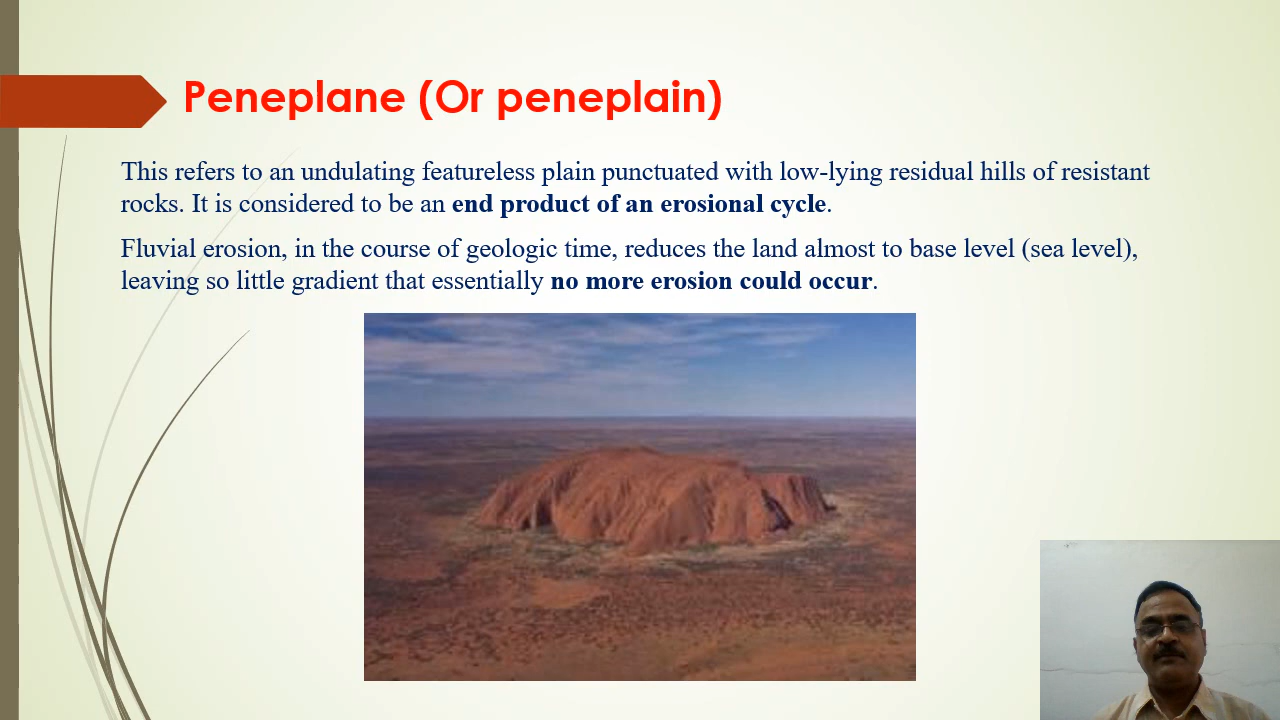 Peneplane (Or peneplain)
This refers to an undulating featureless plain punctuated with low-lying residual hills of resistant
rocks. It is considered to be an end product of an erosional cycle.
Fluvial erosion, in the course of geologic time, reduces the land almost to base level (sea level),
leaving so little gradient that essentially no more erosion could occur.